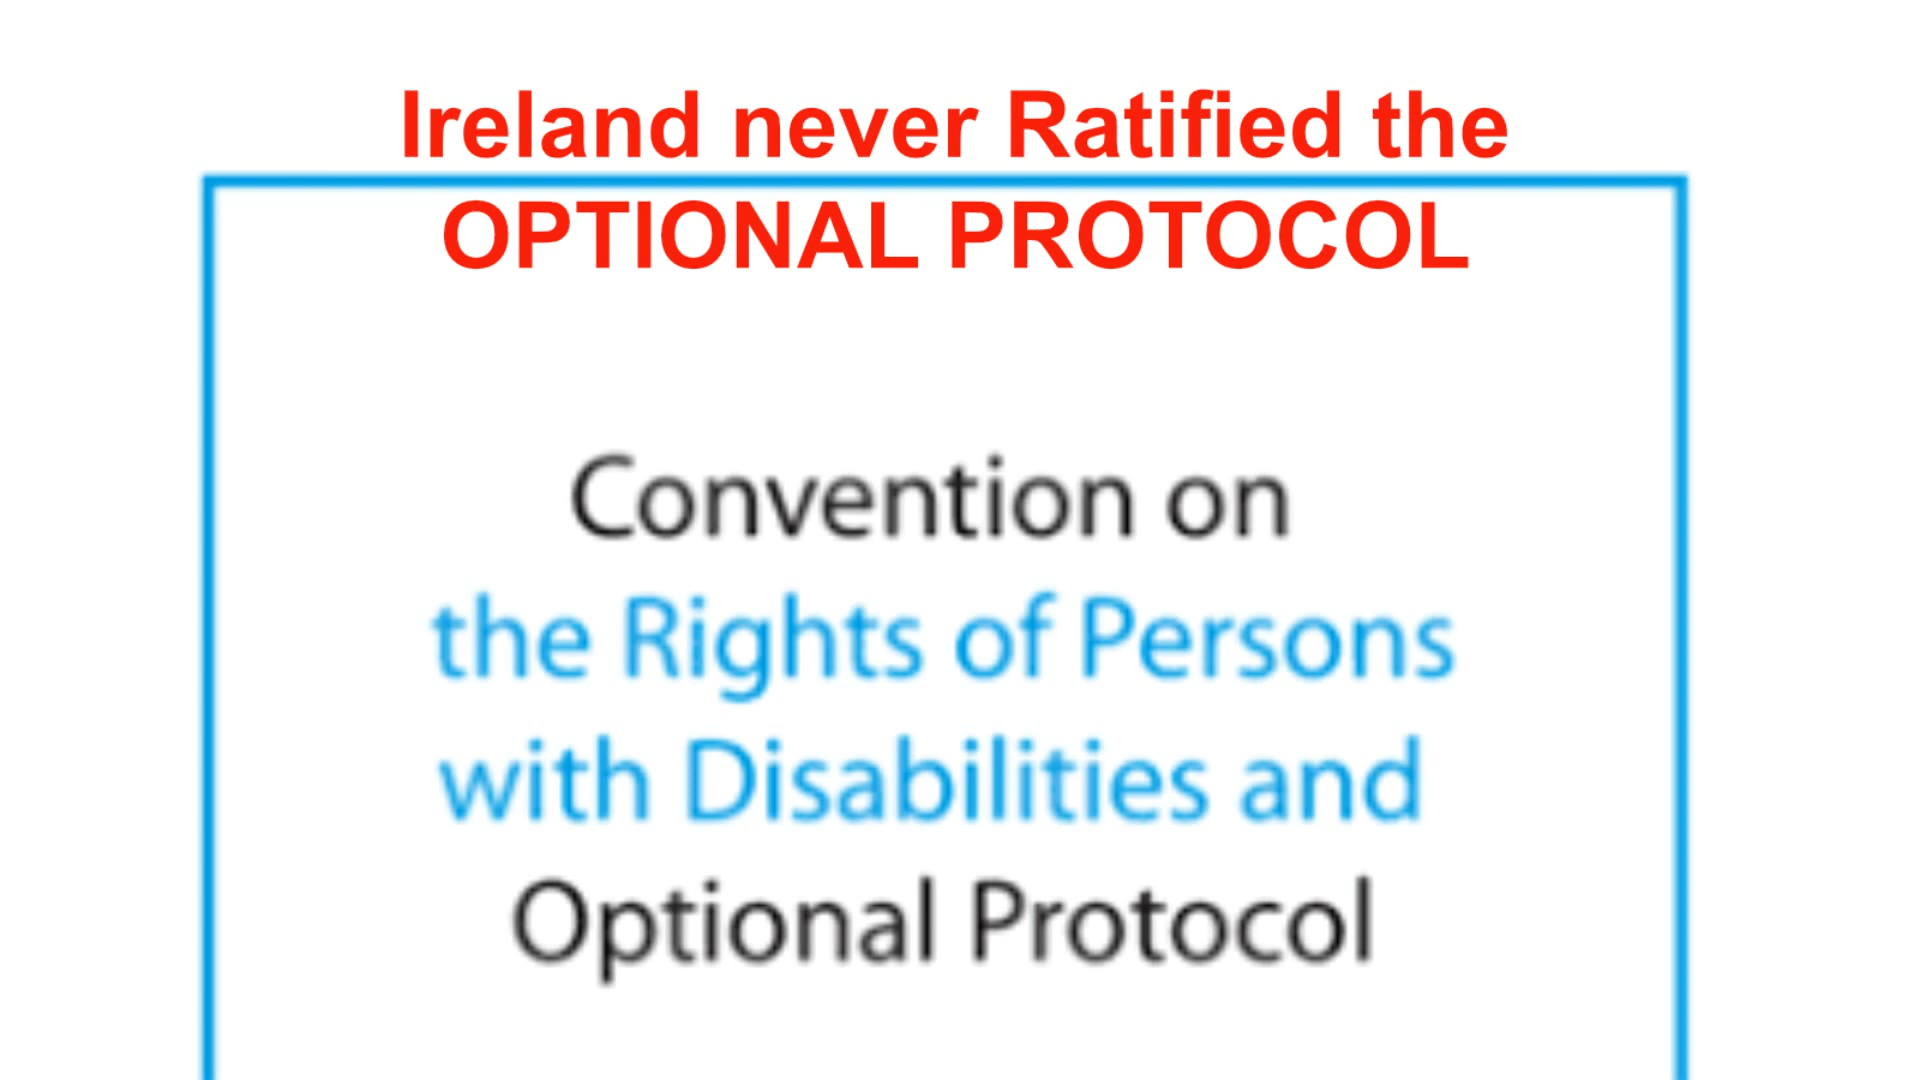 Ireland never Ratified the
OPTIONAL PROTOCOL
Convention on
the Rights of Persons
with Disabilities and
Optional Protocol